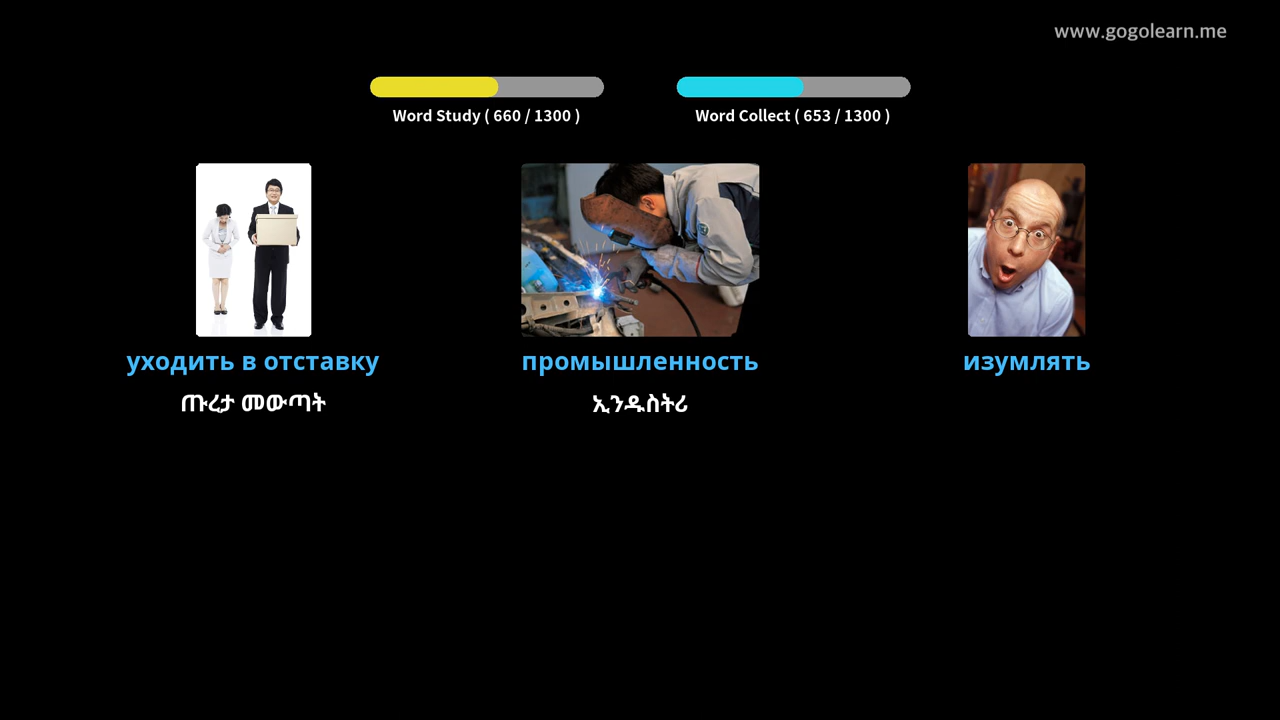 www.gogolearn.me
Word Study ( 660 / 1300 )
Word Collect ( 653 / 1300 )
уходить в отставку
промышленность
изумлять
ጡረታ መውጣት
ኢንዱስትሪ